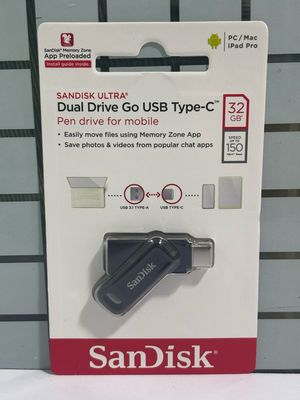 SanDisk® Memory Zone
App Preloaded
Install guide inside.
PC / Mac
iPad Pro
SANDISK ULTRA®
Dual Drive Go USB Type-C™
Pen drive for mobile
• Easily move files using Memory Zone App
• Save photos & videos from popular chat apps
32
GB
SPEED
UP TO
150
USB 3.1 TYPE-A
USB TYPE-C
SanDisk
SanDisk